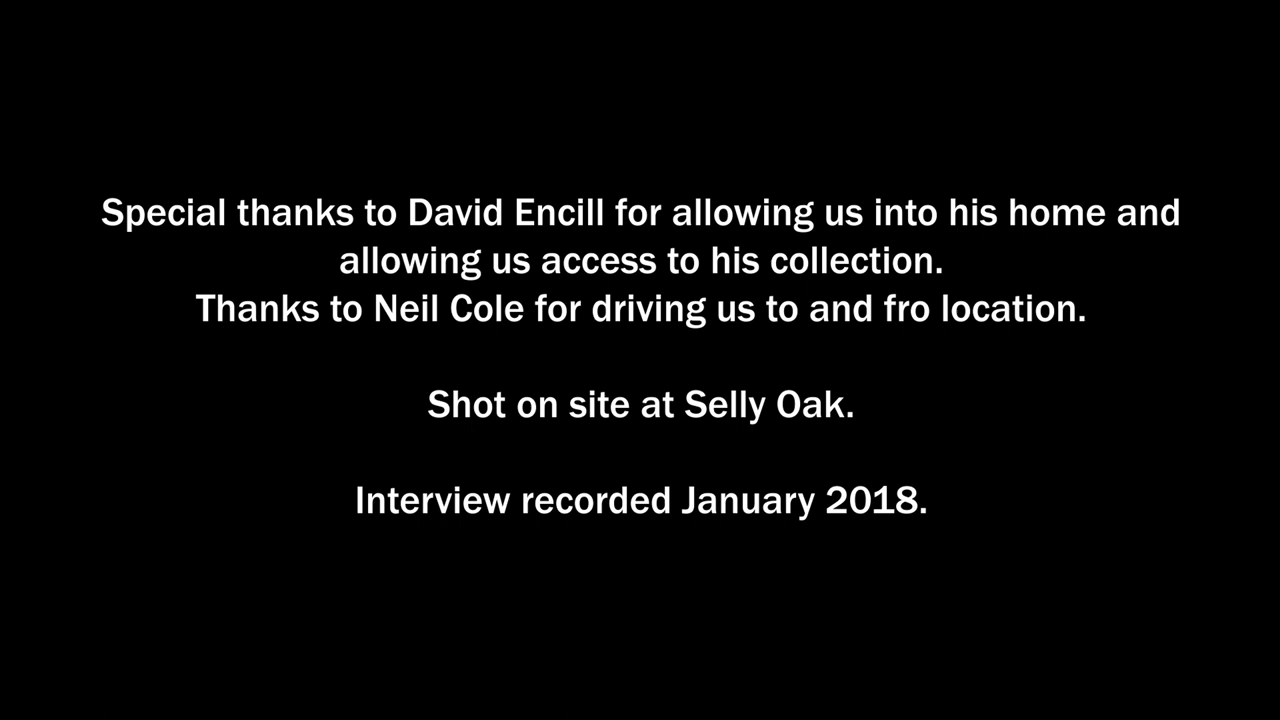 Special thanks to David Encill for allowing us into his home and
allowing us access to his collection.
Thanks to Neil Cole for driving us to and fro location.
Shot on site at Selly Oak.
Interview recorded January 2018.